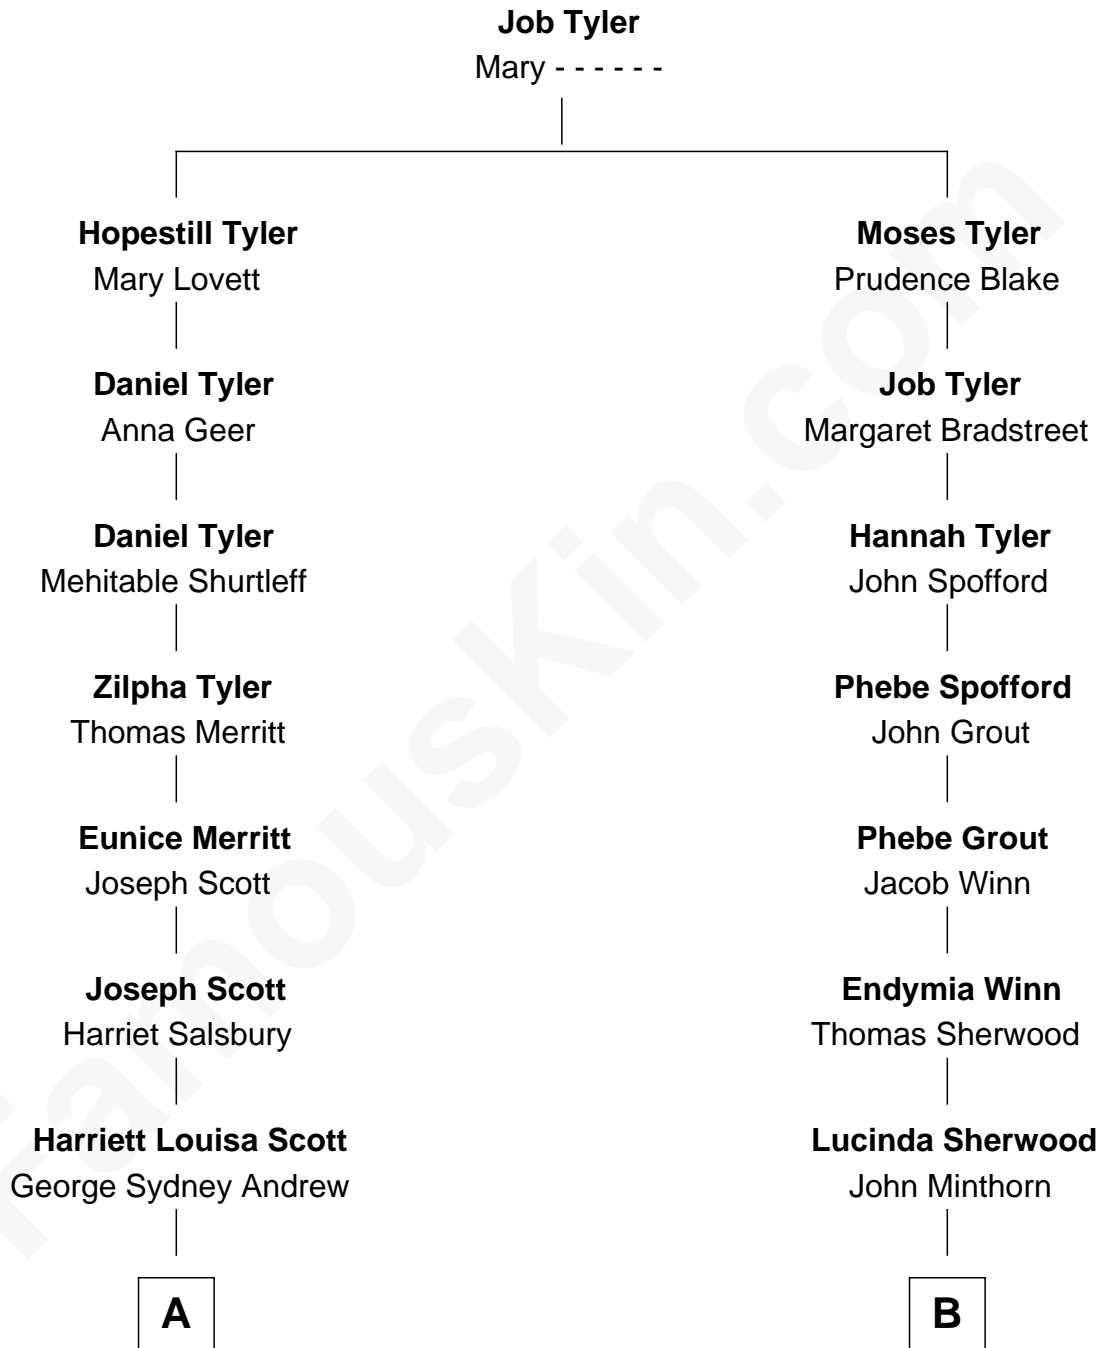 Job Tyler
Mary - - - - - -
Hopestill Tyler
Mary Lovett
Moses Tyler
Prudence Blake
Daniel Tyler
Anna Geer
Job Tyler
Margaret Bradstreet
Daniel Tyler
Mehitable Shurtleff
Hannah Tyler
John Spofford
Zilpha Tyler
Thomas Merritt
Phebe Spofford
John Grout
Eunice Merritt
Joseph Scott
Phebe Grout
Jacob Winn
Joseph Scott
Harriet Salsbury
Endymia Winn
Thomas Sherwood
Harriett Louisa Scott
George Sydney Andrew
Lucinda Sherwood
John Minthorn
A
B
FamousKin.com